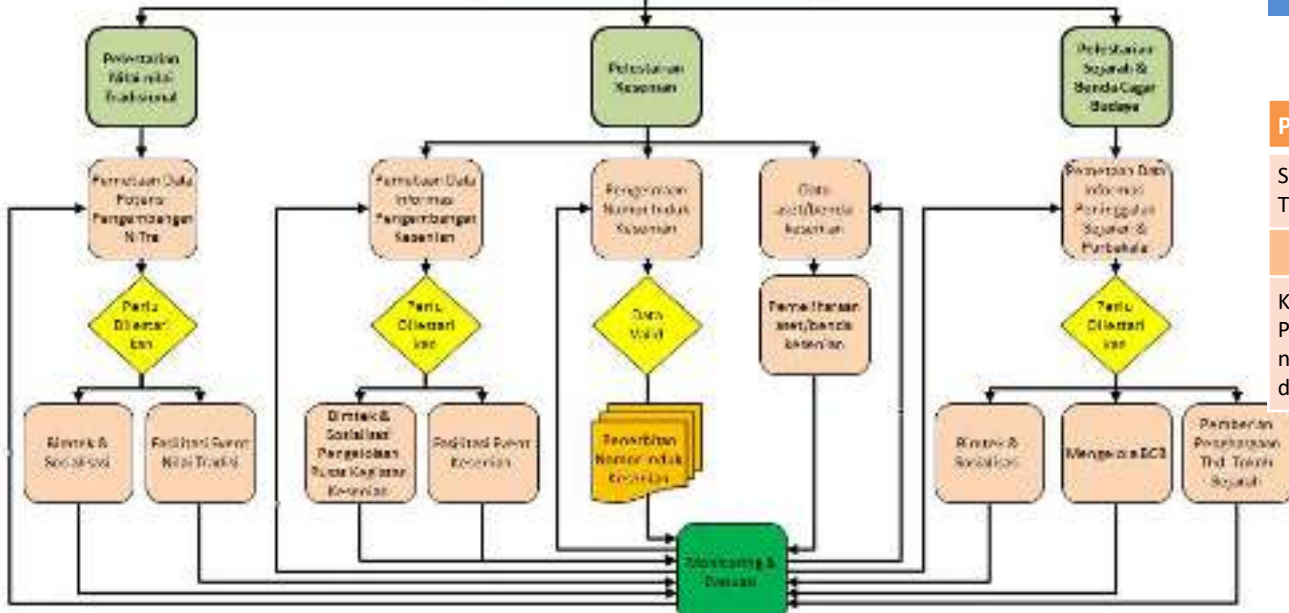 Pelestarian
Nilai-nilai
Tradisional
Pelestarian
Kesenian
Pelestarian
Sejarah &
Benda Cagar
Budaya
Pemetaan Data
Potensi
Pengembangan
NiTra
Pemetaan Data
Informasi
Pengembangan
Kesenian
Pengelolaan
Nomor Induk
Kesenian
Data
aset/benda
kesenian
Pemetaan Data
Informasi
Peninggalan
Sejarah &
Purbakala
Perlu
Dilestari
kan
Perlu
Dilestari
kan
Data
Valid
Pemeliharaan
aset/benda
kesenian
Perlu
Dilestari
kan
Bimtek &
Sosialisasi
Fasilitasi Event
Nilai Tradisi
Bimtek &
Sosialisasi
Pengelolaan
Pusat Kegiatan
Kesenian
Fasilitasi Event
Kesenian
Penerbitan
Nomor Induk
Kesenian
Bimtek &
Sosialisasi
Mengelola BCB
Pemberian
Penghargaan
Thd. Tokoh
Sejarah
Monitoring &
Evaluasi
P
S
T
K
P
n
d